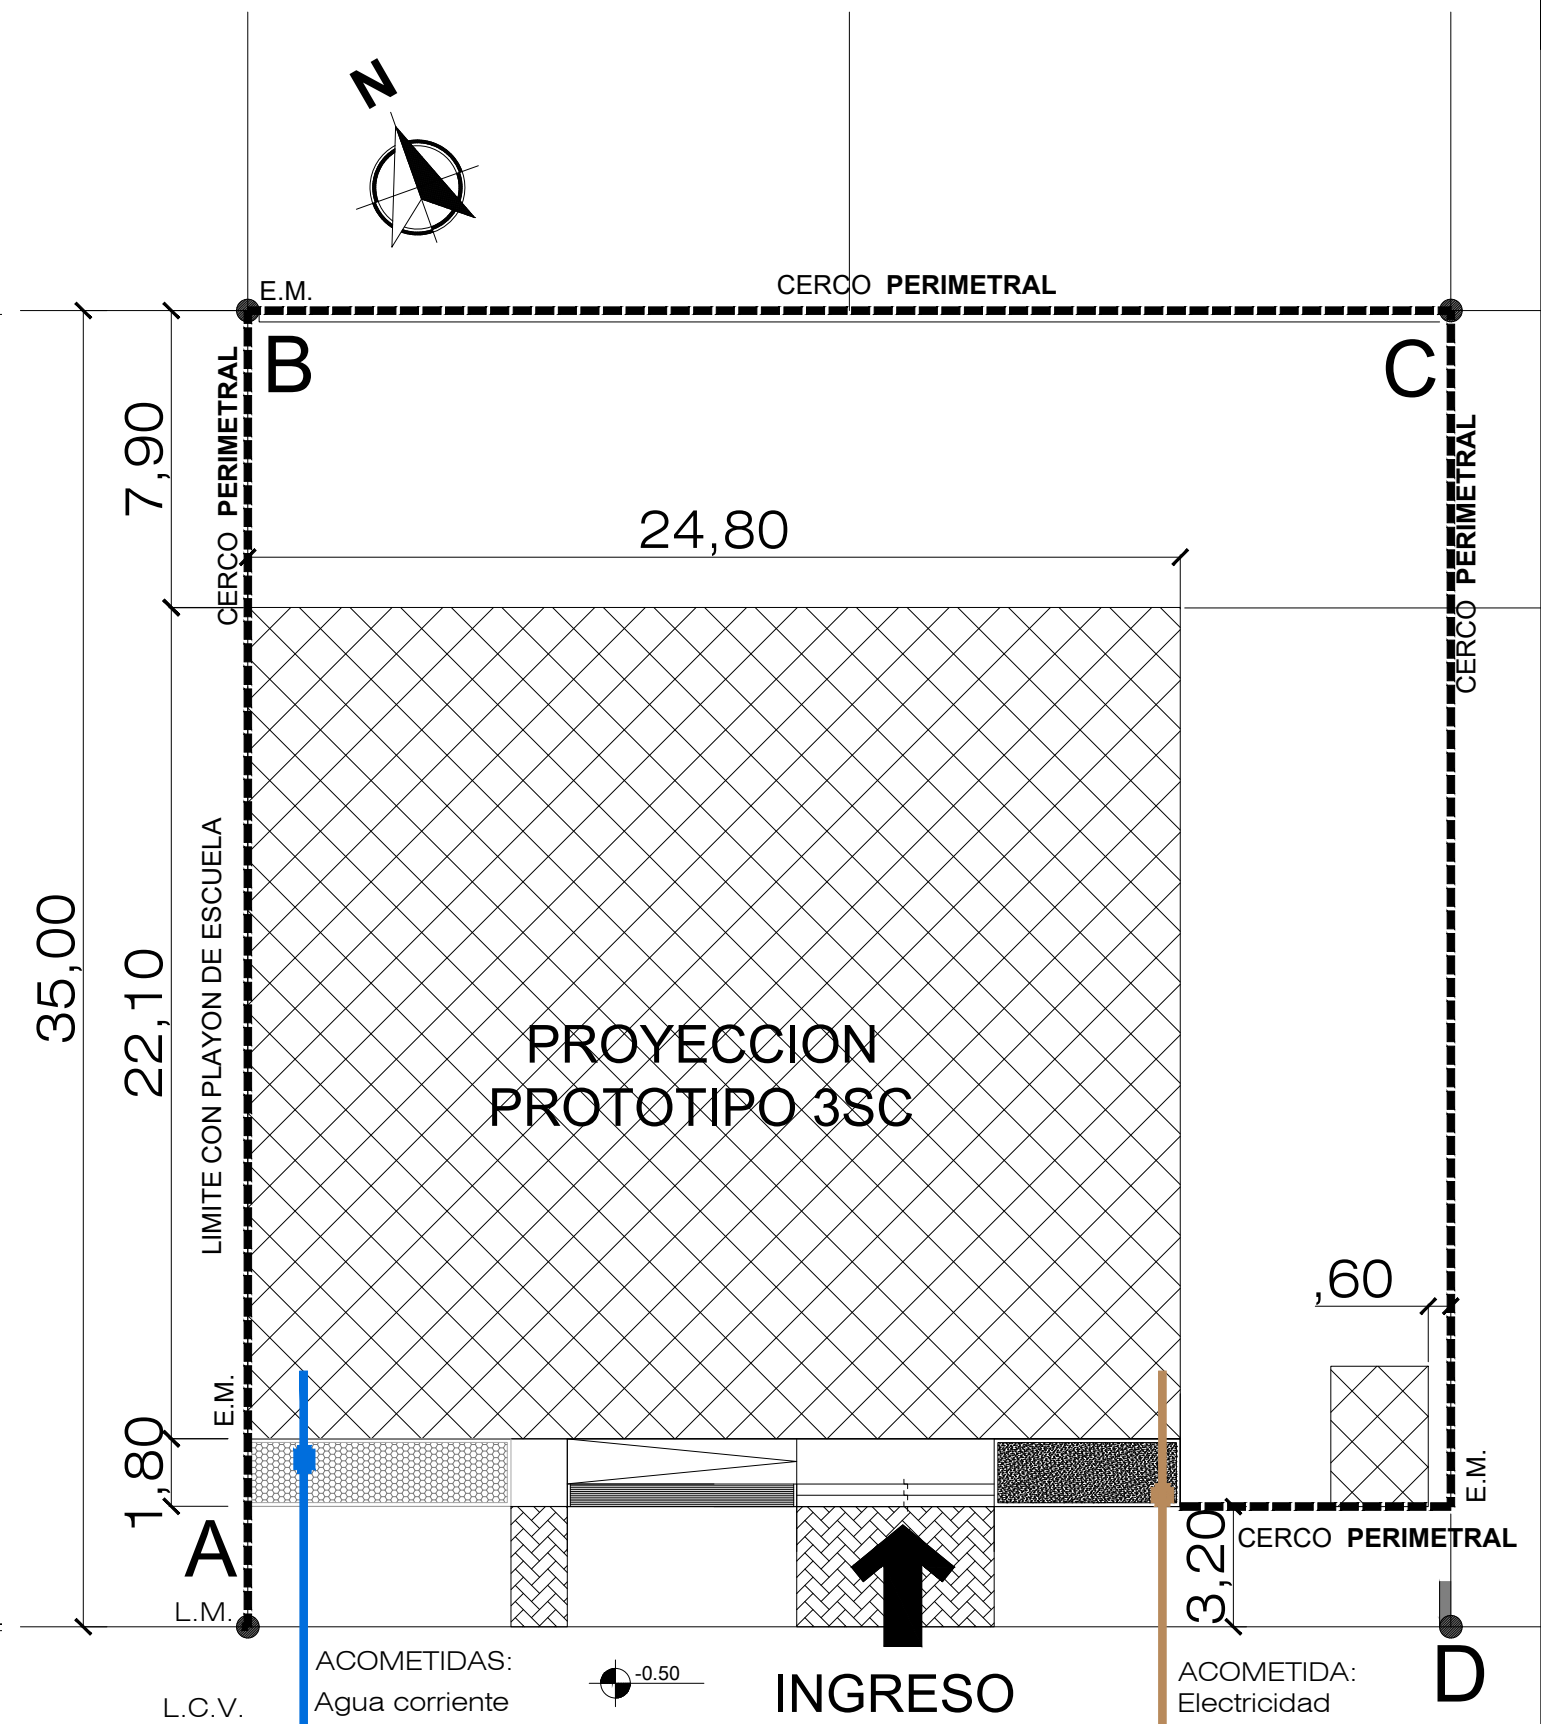 N
E.M.
CERCO PERIMETRAL
B
C
CERCO PERIMETRAL
CERCO PERIMETRAL
7,90
24,80
LIMITE CON PLAYON DE ESCUELA
35,00
22,10
PROYECCION
PROTOTIPO 3SC
,60
E.M.
1,80
E.M.
A
3,20
CERCO PERIMETRAL
L.M.
ACOMETIDAS:
Agua corriente
-0.50
INGRESO
ACOMETIDA:
Electricidad
D
L.C.V.